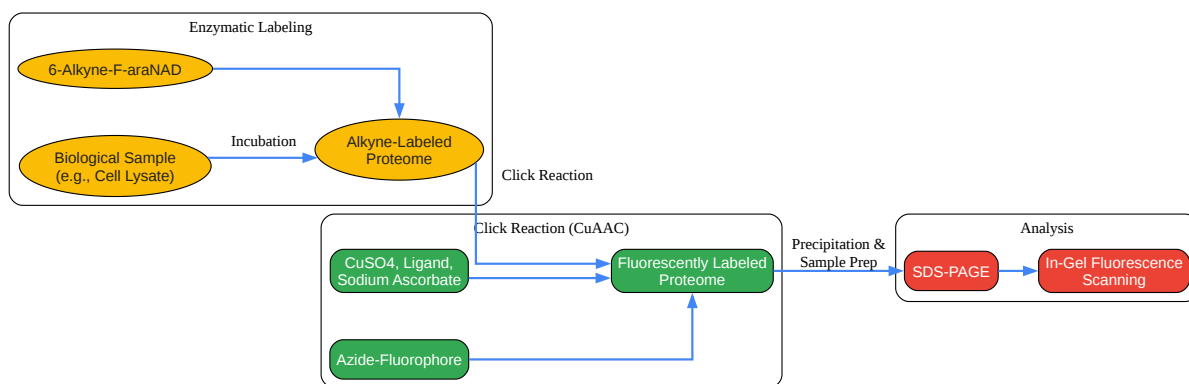 Enzymatic Labeling
6-Alkyne-F-araNAD
Biological Sample
(e.g., Cell Lysate)
Incubation
Alkyne-Labeled
Proteome
Click Reaction
Click Reaction (CuAAC)
CuSO4, Ligand,
Sodium Ascorbate
Azide-Fluorophore
Fluorescently Labeled
Proteome
Precipitation &
Sample Prep
Analysis
SDS-PAGE
In-Gel Fluorescence
Scanning